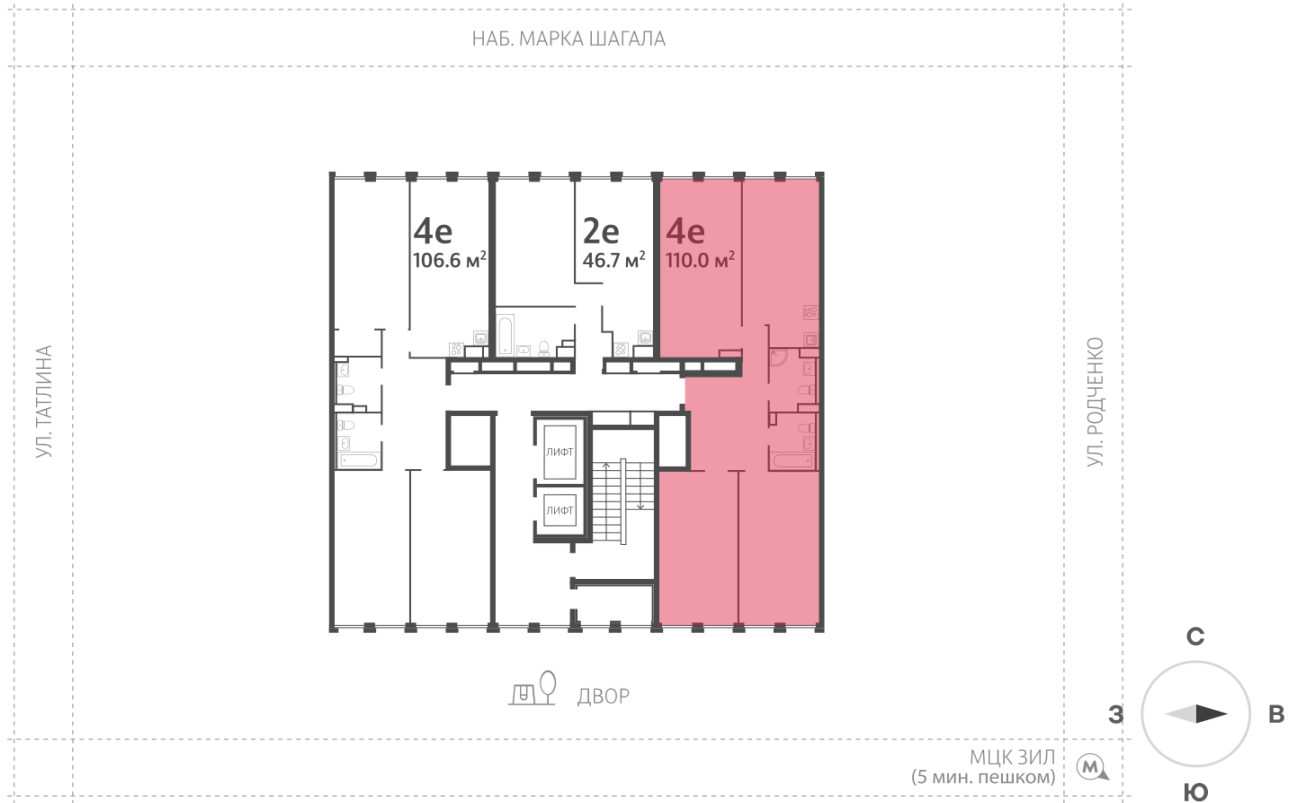 НАБ. МАРКА ШАГАЛА
УЛ. ТАТЛИНА
4е
106.6 м²
2е
46.7 м²
4е
110.0 м²
УЛ. РОДЧЕНКО
ЛИФТ
ЛИФТ
ДВОР
С
З
В
Ю
МЦК ЗИЛ
(5 мин. пешком)
М